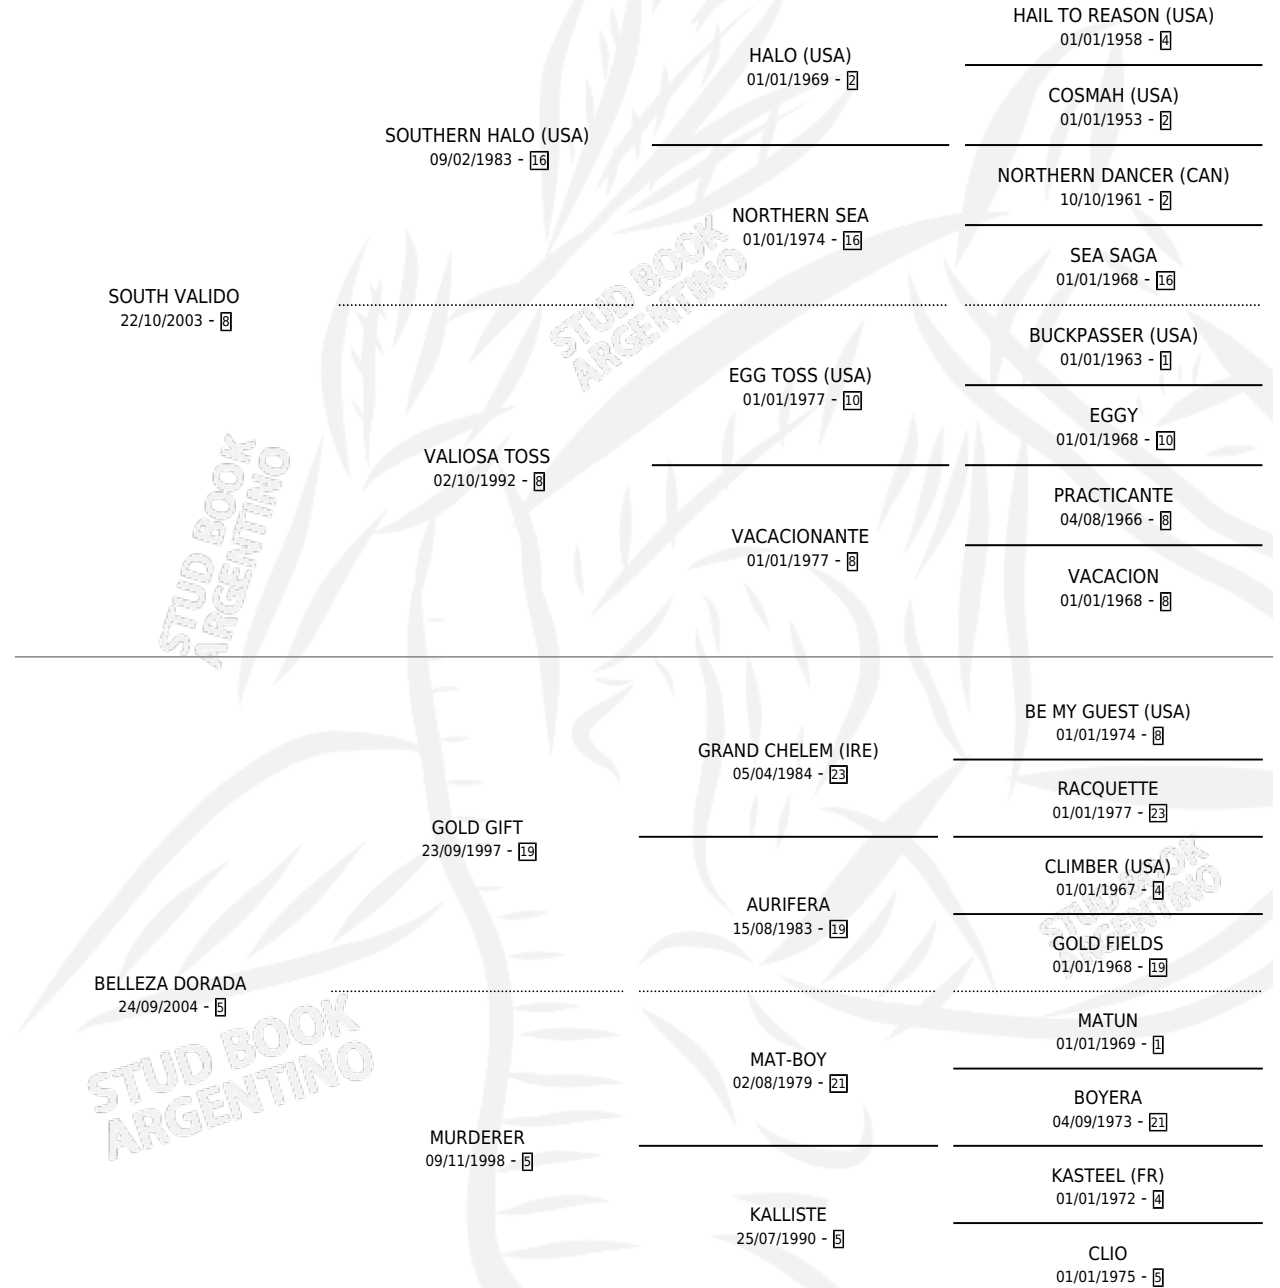 HAIL TO REASON (USA)
01/01/1958 - 4
HALO (USA)
01/01/1969 - 2
COSMAH (USA)
01/01/1953 - 2
SOUTHERN HALO (USA)
09/02/1983 - 16
NORTHERN DANCER (CAN)
10/10/1961 - 2
NORTHERN SEA
01/01/1974 - 16
SEA SAGA
01/01/1968 - 16
SOUTH VALIDO
22/10/2003 - 8
BUCKPASSER (USA)
01/01/1963 - 1
EGG TOSS (USA)
01/01/1977 - 10
EGGY
01/01/1968 - 10
VALIOSA TOSS
02/10/1992 - 8
PRACTICANTE
04/08/1966 - 8
VACACIONANTE
01/01/1977 - 8
VACACION
01/01/1968 - 8
BE MY GUEST (USA)
01/01/1974 - 8
GRAND CHELEM (IRE)
05/04/1984 - 23
RACQUETTE
01/01/1977 - 23
GOLD GIFT
23/09/1997 - 19
CLIMBER (USA)
01/01/1967 - 4
AURIFERA
15/08/1983 - 19
GOLD FIELDS
01/01/1968 - 19
BELLEZA DORADA
24/09/2004 - 5
MATUN
01/01/1969 - 1
MAT-BOY
02/08/1979 - 21
BOYERA
04/09/1973 - 21
MURDERER
09/11/1998 - 5
KASTEEL (FR)
01/01/1972 - 4
KALLISTE
25/07/1990 - 5
CLIO
01/01/1975 - 5
STUD BOOK
ARGENTINO
STUD BOOK
ARGENTINO
STUD BOOK
ARGENTINO
STUD BOOK
ARGENTINO